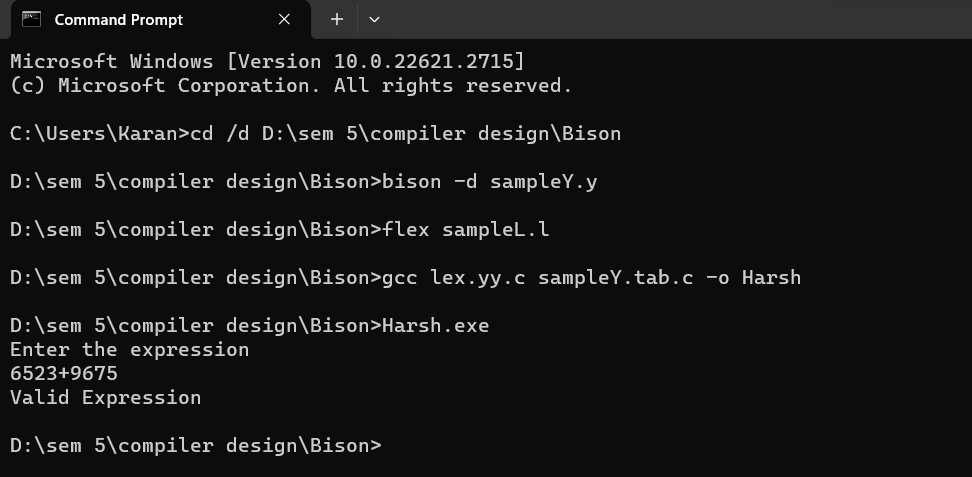 Command Prompt
Microsoft Windows [Version 10.0.22621.2715]
(c) Microsoft Corporation. All rights reserved.
C:\Users\Karan>cd /d D:\sem 5\compiler design\Bison
D:\sem 5\compiler design\Bison>bison -d sampleY.y
D:\sem 5\compiler design\Bison>flex sampleL.l
D:\sem 5\compiler design\Bison>gcc lex.yy.c sampleY.tab.c -o Harsh
D:\sem 5\compiler design\Bison>Harsh.exe
Enter the expression
6523+9675
Valid Expression
D:\sem 5\compiler design\Bison>